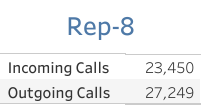 Rep-8
Incoming Calls 23,450
Outgoing Calls 27,249